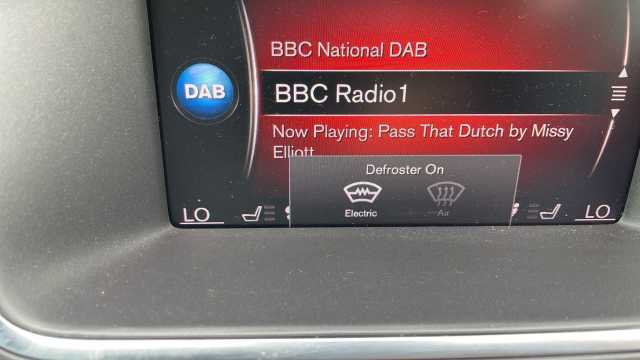 BBC National DAB
DAB
BBC Radio1
Now Playing: Pass That Dutch by Missy
Elliott
Defroster On
Electric
Air
LO
LO